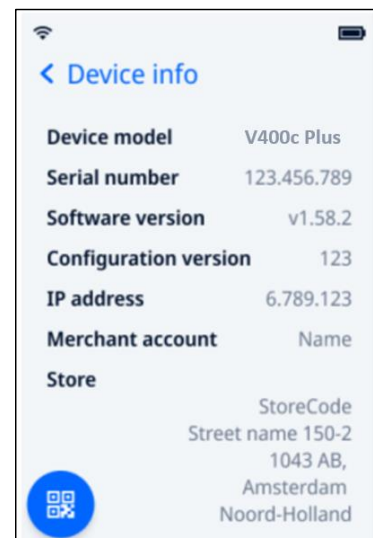 Device info
Device model V400c Plus
Serial number 123.456.789
Software version v1.58.2
Configuration version 123
IP address 6.789.123
Merchant account Name
Store
StoreCode
Street name 150-2
1043 AB,
Amsterdam
Noord-Holland